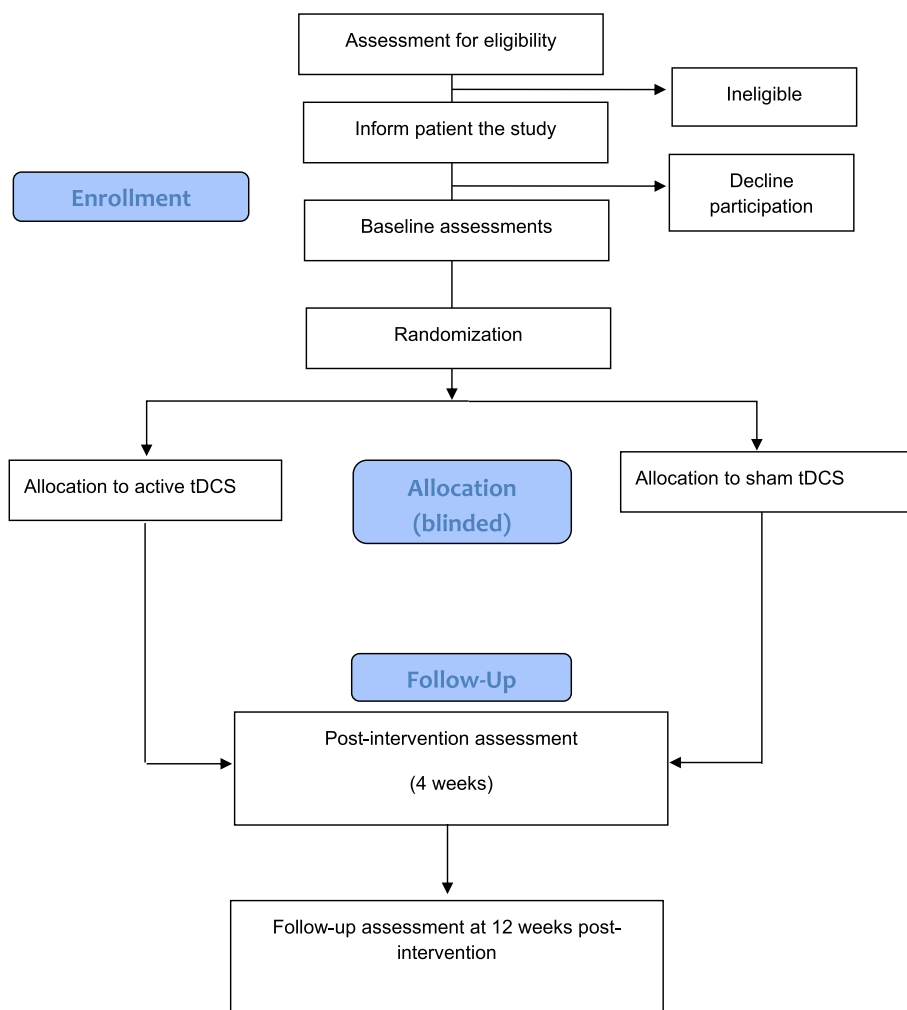 Assessment for eligibility
Ineligible
Inform patient the study
Decline
participation
Enrollment
Baseline assessments
Randomization
Allocation to active tDCS
Allocation
(blinded)
Allocation to sham tDCS
Follow-Up
Post-intervention assessment
(4 weeks)
Follow-up assessment at 12 weeks post-
intervention